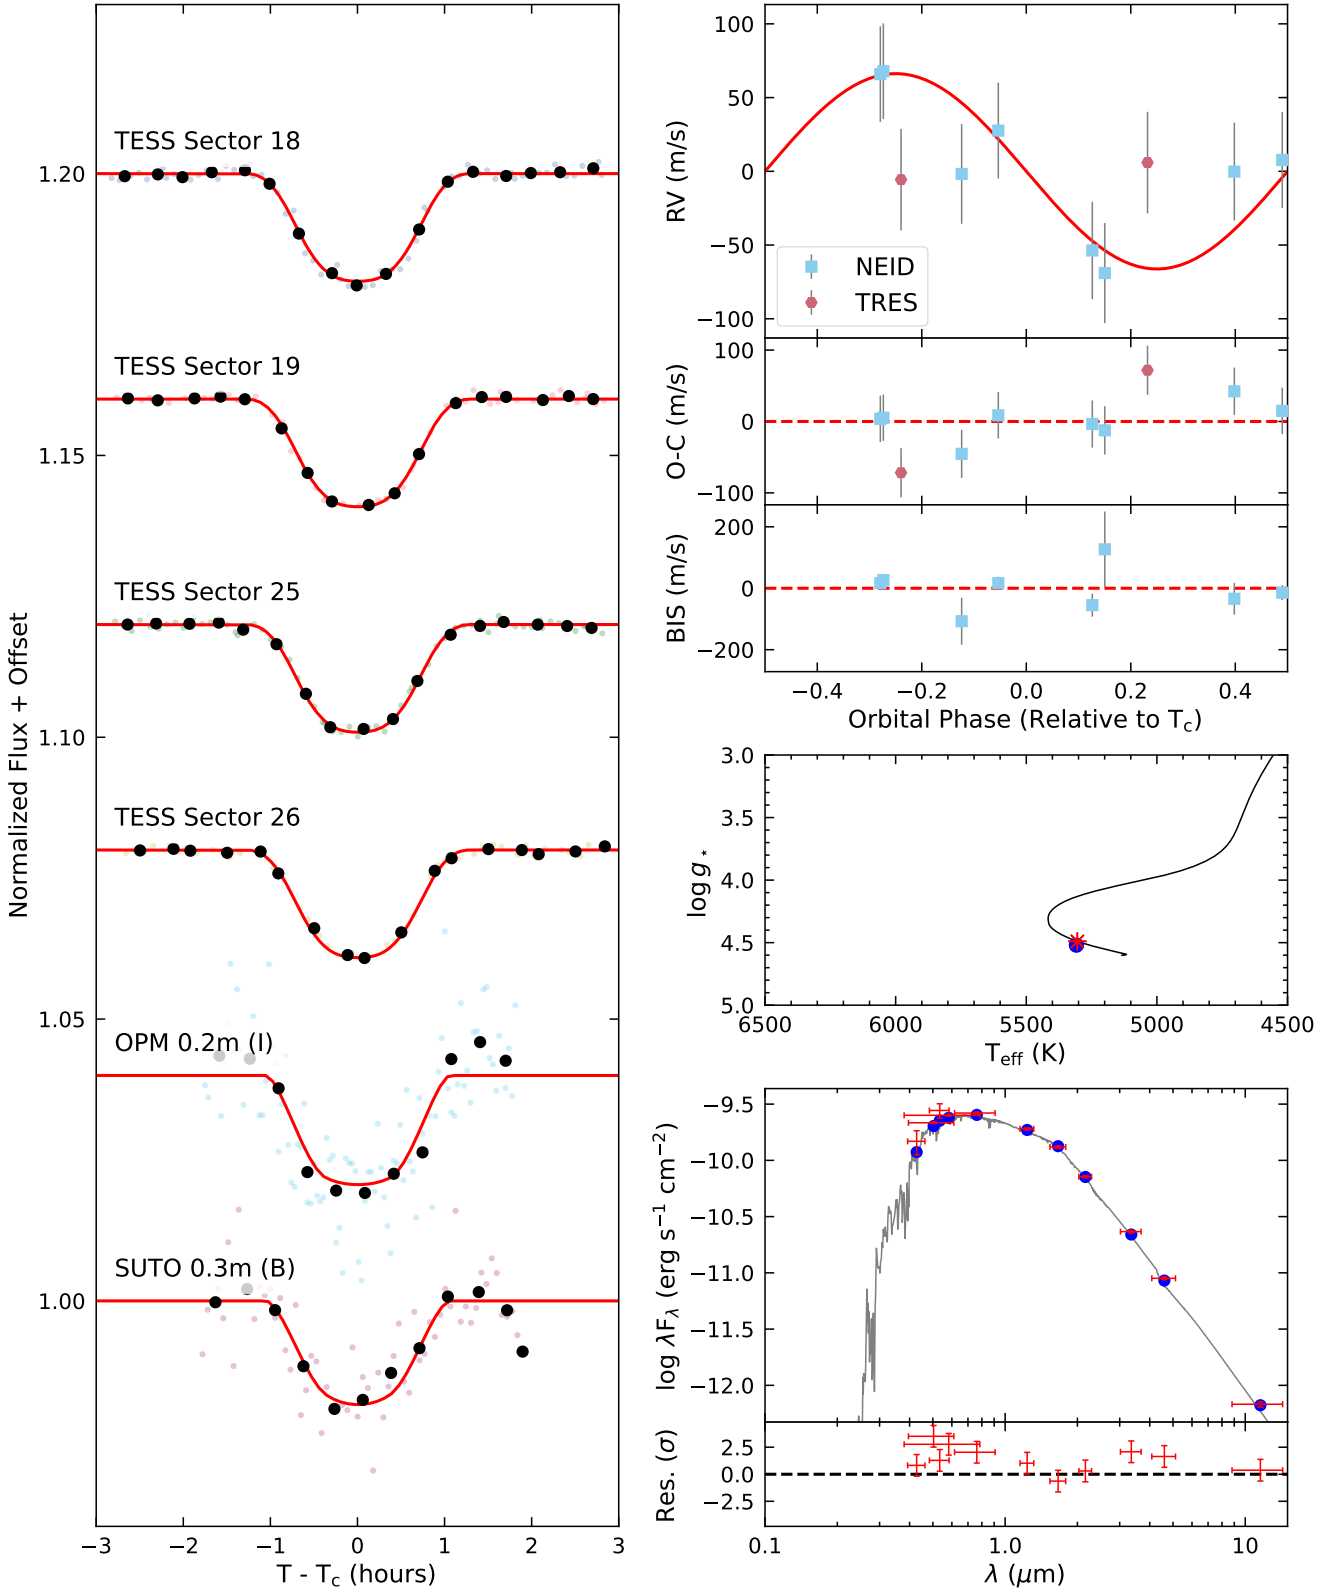 TESS Sector 18
TESS Sector 19
TESS Sector 25
TESS Sector 26
OPM 0.2m (I)
SUTO 0.3m (B)
1.20
1.15
1.10
1.05
1.00
Normalized Flux + Offset
−3 −2 −1 0 1 2 3
T - T_c (hours)
100
50
0
−50
−100
RV (m/s)
NEID
TRES
100
0
−100
O-C (m/s)
200
0
−200
BIS (m/s)
−0.4 −0.2 0.0 0.2 0.4
Orbital Phase (Relative to T_c)
3.0
3.5
4.0
4.5
5.0
log g⋆
6500 6000 5500 5000 4500
T_eff (K)
−9.5
−10.0
−10.5
−11.0
−11.5
−12.0
log λF_λ (erg s⁻¹ cm⁻²)
2.5
0.0
−2.5
Res. (σ)
0.1 1.0 10
λ (μm)